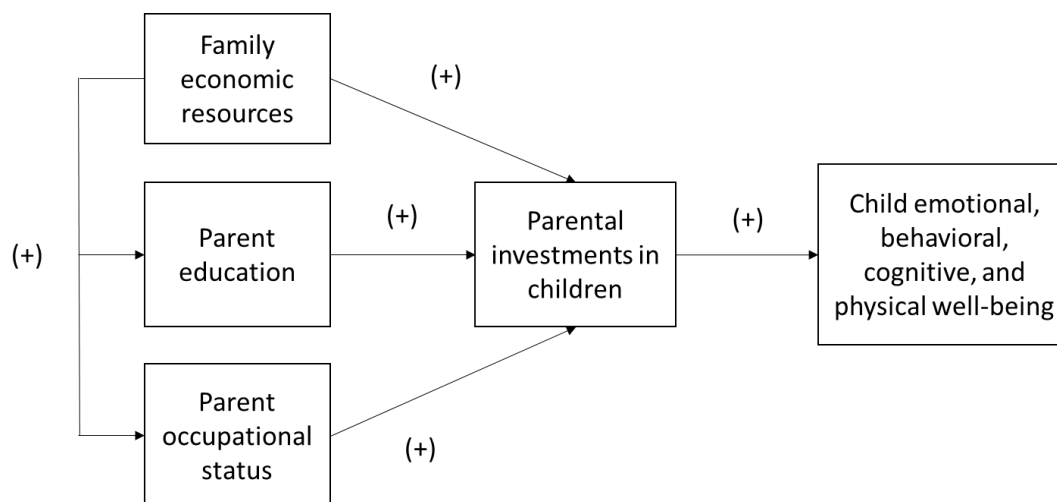 Family
economic
resources
(+)
(+)
Parent
education
(+)
Parental
investments in
children
(+)
Child emotional,
behavioral,
cognitive, and
physical well-being
Parent
occupational
status
(+)